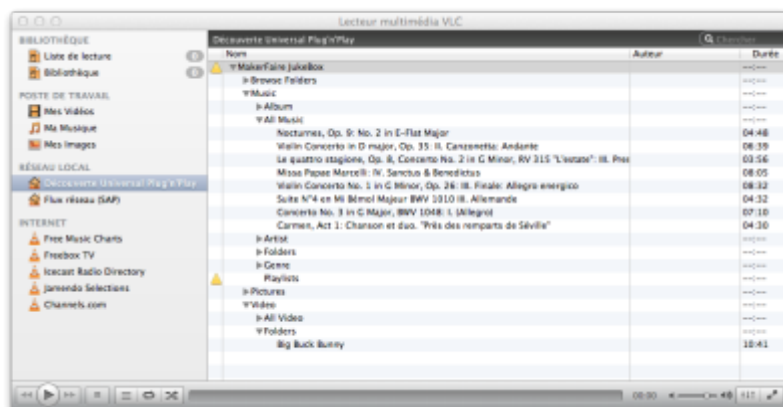 Lecteur multimédia VLC
BIBLIOTHÈQUE
Liste de lecture 0
Bibliothèque 0
POSTE DE TRAVAIL
Mes Vidéos
Ma Musique
Mes Images
RÉSEAU LOCAL
Découverte Universal Plug'n'Play
Flux réseau (SAP)
INTERNET
Free Music Charts
Freebox TV
Icecast Radio Directory
Jamendo Selections
Channels.com
Découverte Universal Plug'n'Play
Chercher
Nom Auteur Durée
MakerFaire JukeBox --:--
Browse Folders --:--
Music --:--
Album --:--
All Music --:--
Nocturnes, Op. 9: No. 2 in E-Flat Major 04:48
Violin Concerto in D major, Op. 35: II. Canzonetta: Andante 06:39
Le quattro stagione, Op. 8, Concerto No. 2 in G Minor, RV 315 "L'estate": III. Pres 03:56
Missa Papae Marcelli: IV. Sanctus & Benedictus 08:05
Violin Concerto No. 1 in G Minor, Op. 26: III. Finale: Allegro energico 08:32
Suite N°4 en Mi Bémol Majeur BWV 1010 III. Allemande 04:32
Concerto No. 3 in G Major, BWV 1048: I. (Allegro) 07:10
Carmen, Act 1: Chanson et duo. "Près des remparts de Séville" 04:30
Artist --:--
Folders --:--
Genre --:--
Playlists --:--
Pictures --:--
Video --:--
All Video --:--
Folders --:--
Big Buck Bunny 10:41
00:00